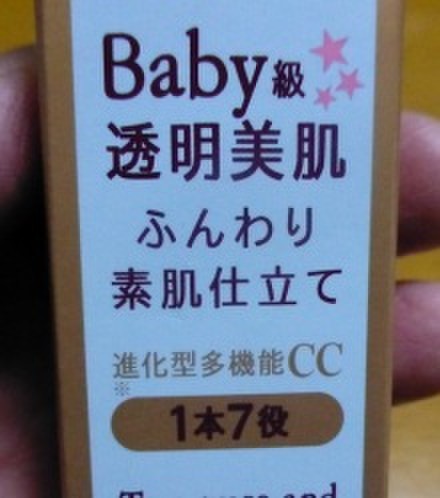 Baby級
透明美肌
ふんわり
素肌仕立て
進化型多機能CC
※
1本7役